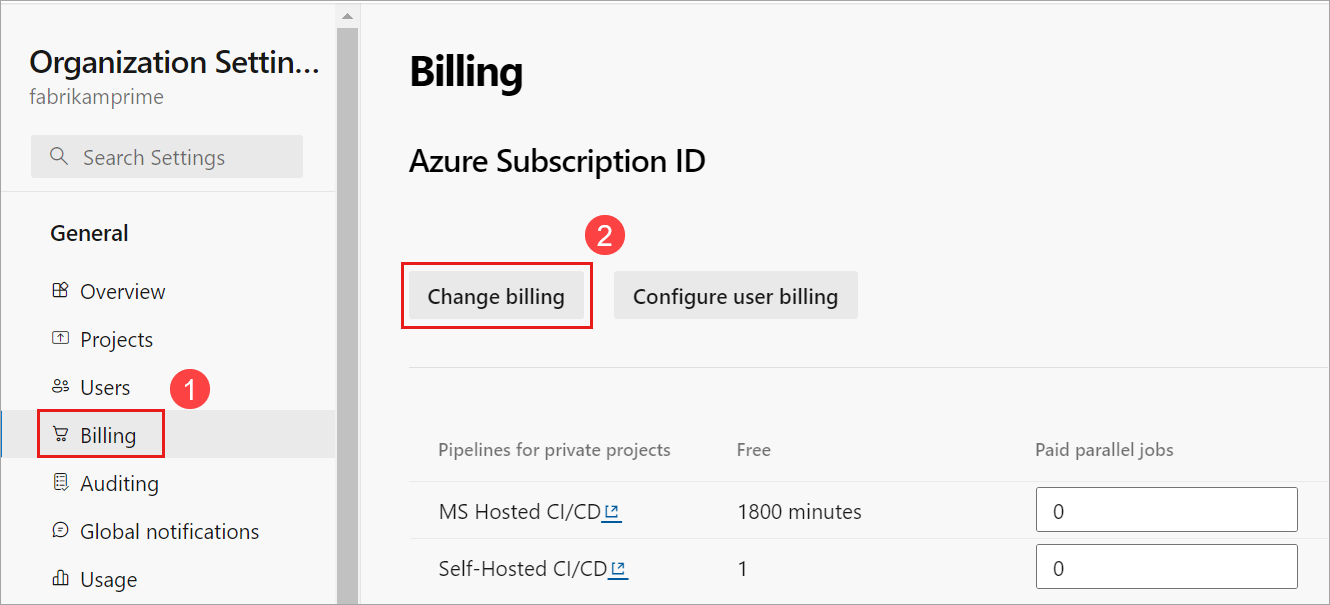 Organization Settin...
fabrikamprime
Search Settings
General
Overview
Projects
Users
1
Billing
Auditing
Global notifications
Usage
Billing
Azure Subscription ID
2
Change billing
Configure user billing
Pipelines for private projects Free Paid parallel jobs
MS Hosted CI/CD 1800 minutes 0
Self-Hosted CI/CD 1 0